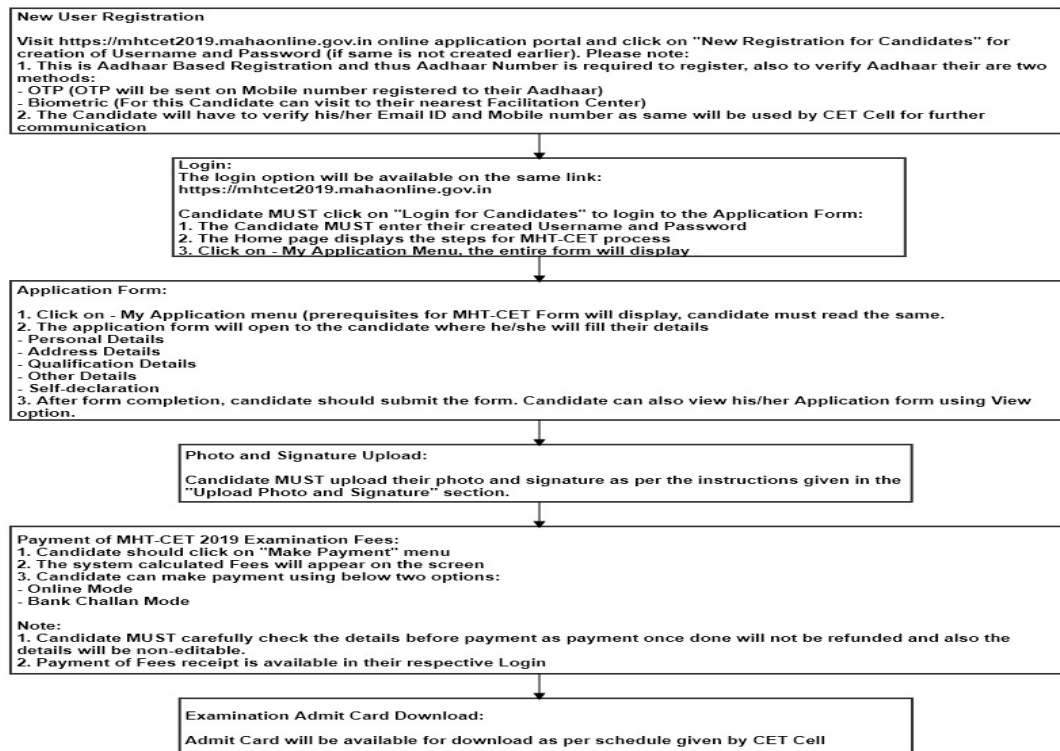 New User Registration
Visit https://mhtcet2019.mahaonline.gov.in online application portal and click on "New Registration for Candidates" for
creation of Username and Password (if same is not created earlier). Please note:
1. This is Aadhaar Based Registration and thus Aadhaar Number is required to register, also to verify Aadhaar their are two
methods:
- OTP (OTP will be sent on Mobile number registered to their Aadhaar)
- Biometric (For this Candidate can visit to their nearest Facilitation Center)
2. The Candidate will have to verify his/her Email ID and Mobile number as same will be used by CET Cell for further
communication
Login:
The login option will be available on the same link:
https://mhtcet2019.mahaonline.gov.in
Candidate MUST click on "Login for Candidates" to login to the Application Form:
1. The Candidate MUST enter their created Username and Password
2. The Home page displays the steps for MHT-CET process
3. Click on - My Application Menu, the entire form will display
Application Form:
1. Click on - My Application menu (prerequisites for MHT-CET Form will display, candidate must read the same.
2. The application form will open to the candidate where he/she will fill their details
- Personal Details
- Address Details
- Qualification Details
- Other Details
- Self-declaration
3. After form completion, candidate should submit the form. Candidate can also view his/her Application form using View
option.
Photo and Signature Upload:
Candidate MUST upload their photo and signature as per the instructions given in the
"Upload Photo and Signature" section.
Payment of MHT-CET 2019 Examination Fees:
1. Candidate should click on "Make Payment" menu
2. The system calculated Fees will appear on the screen
3. Candidate can make payment using below two options:
- Online Mode
- Bank Challan Mode
Note:
1. Candidate MUST carefully check the details before payment as payment once done will not be refunded and also the
details will be non-editable.
2. Payment of Fees receipt is available in their respective Login
Examination Admit Card Download:
Admit Card will be available for download as per schedule given by CET Cell